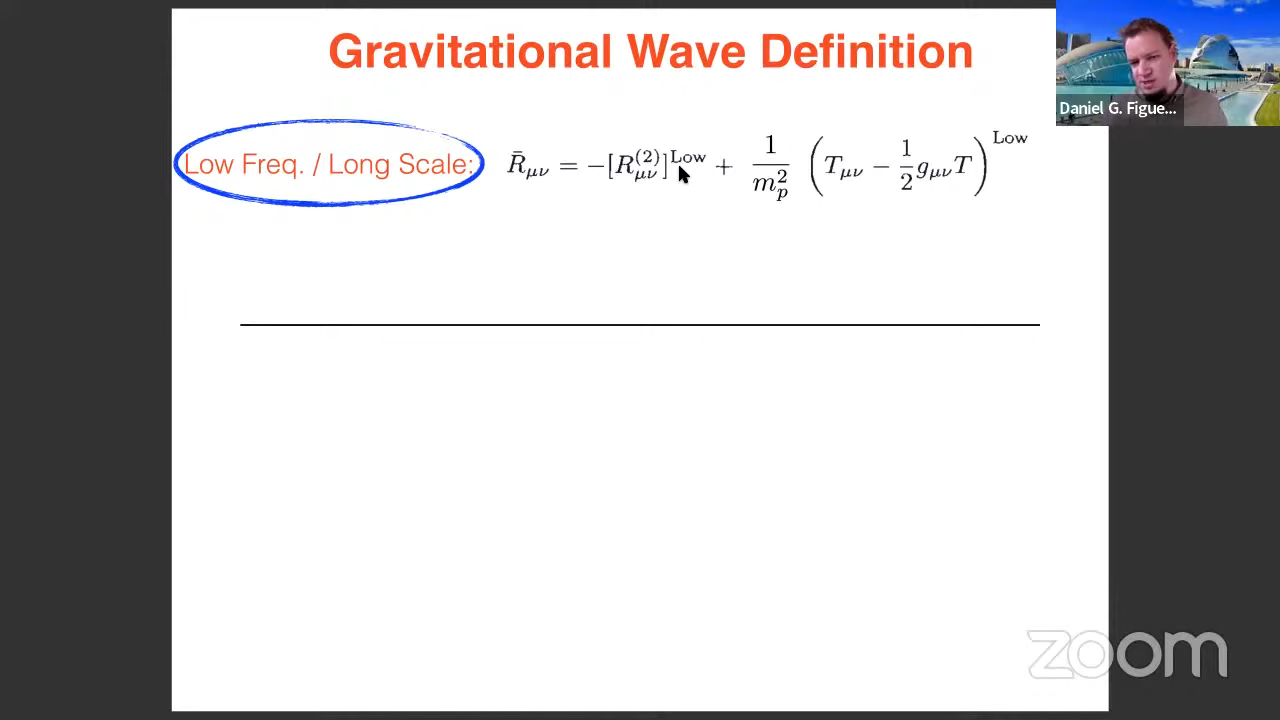 Gravitational Wave Definition
Daniel G. Figue...
Low Freq. / Long Scale: R̄_μν = −[R_μν^(2)]^Low + 1/m_p^2 (T_μν − 1/2 g_μν T)^Low
zoom